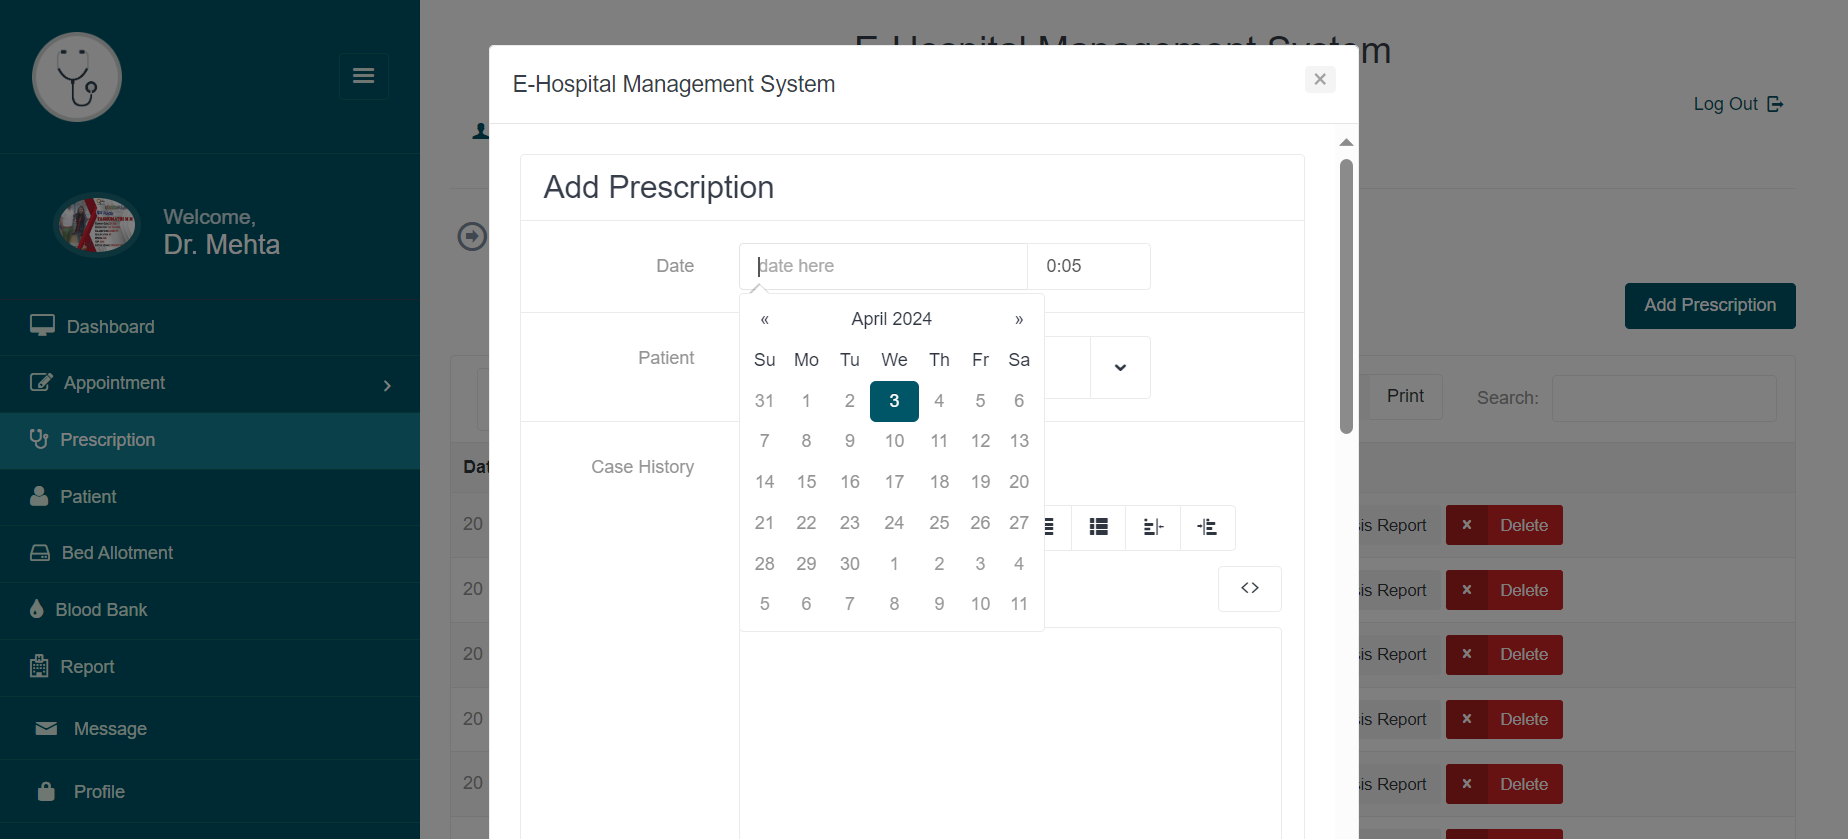 E-Hospital Management System
Log Out
Welcome,
Dr. Mehta
Dashboard
Appointment
Prescription
Patient
Bed Allotment
Blood Bank
Report
Message
Profile
E-Hospital Management System
×
Add Prescription
Date
date here
0:05
«
April 2024
»
Su Mo Tu We Th Fr Sa
31 1 2 3 4 5 6
7 8 9 10 11 12 13
14 15 16 17 18 19 20
21 22 23 24 25 26 27
28 29 30 1 2 3 4
5 6 7 8 9 10 11
Patient
Case History
<>
Add Prescription
Print
Search:
20
is Report
x Delete
20
is Report
x Delete
20
is Report
x Delete
20
is Report
x Delete
20
is Report
x Delete